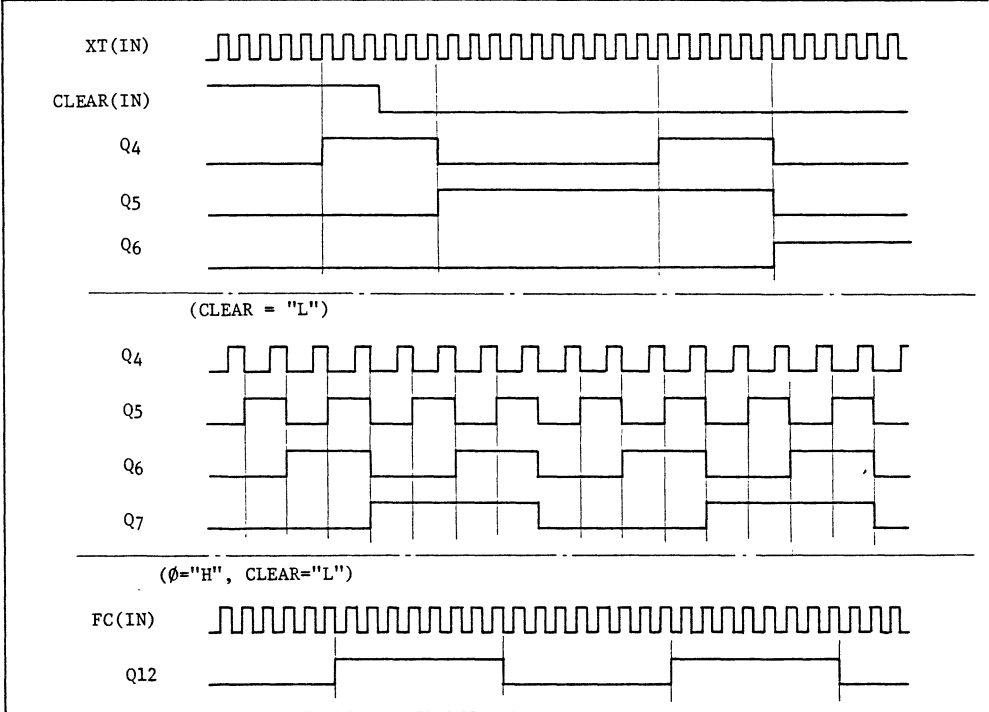 XT(IN)
CLEAR(IN)
Q4
Q5
Q6
(CLEAR = "L")
Q4
Q5
Q6
Q7
(Ø="H", CLEAR="L")
FC(IN)
Q12